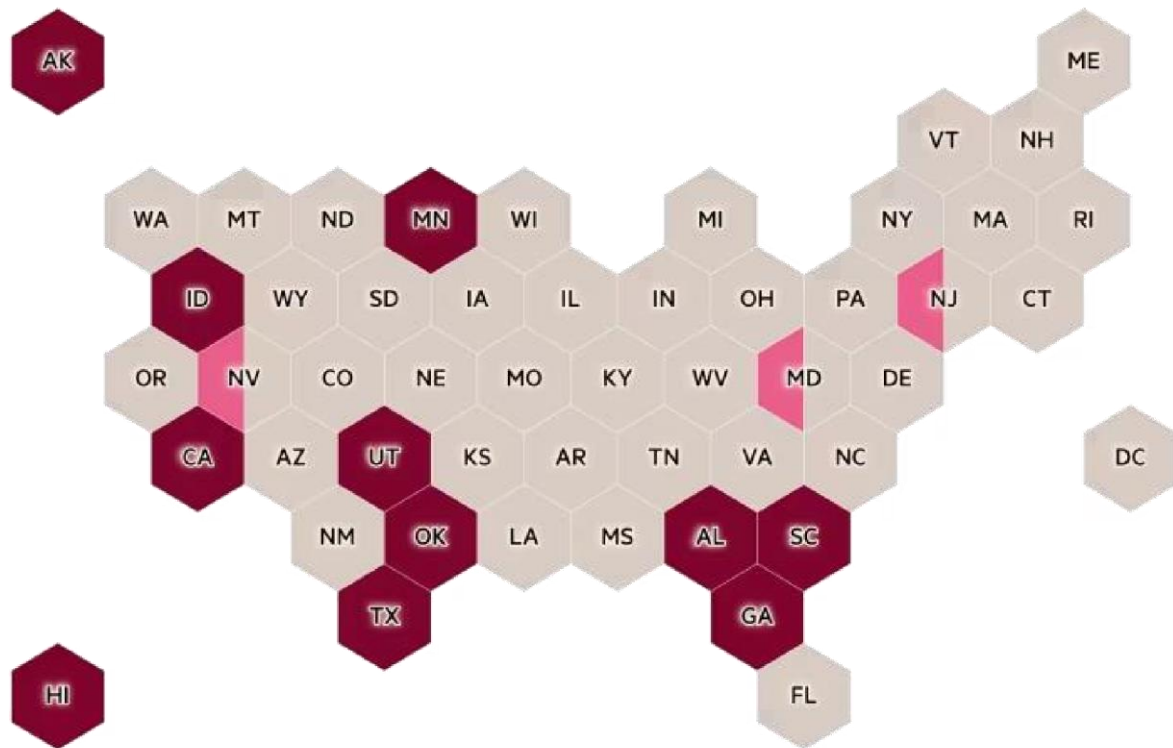 AK ME
VT NH
WA MT ND MN WI MI NY MA RI
ID WY SD IA IL IN OH PA NJ CT
OR NV CO NE MO KY WV MD DE
CA AZ UT KS AR TN VA NC DC
NM OK LA MS AL SC
TX GA
HI FL